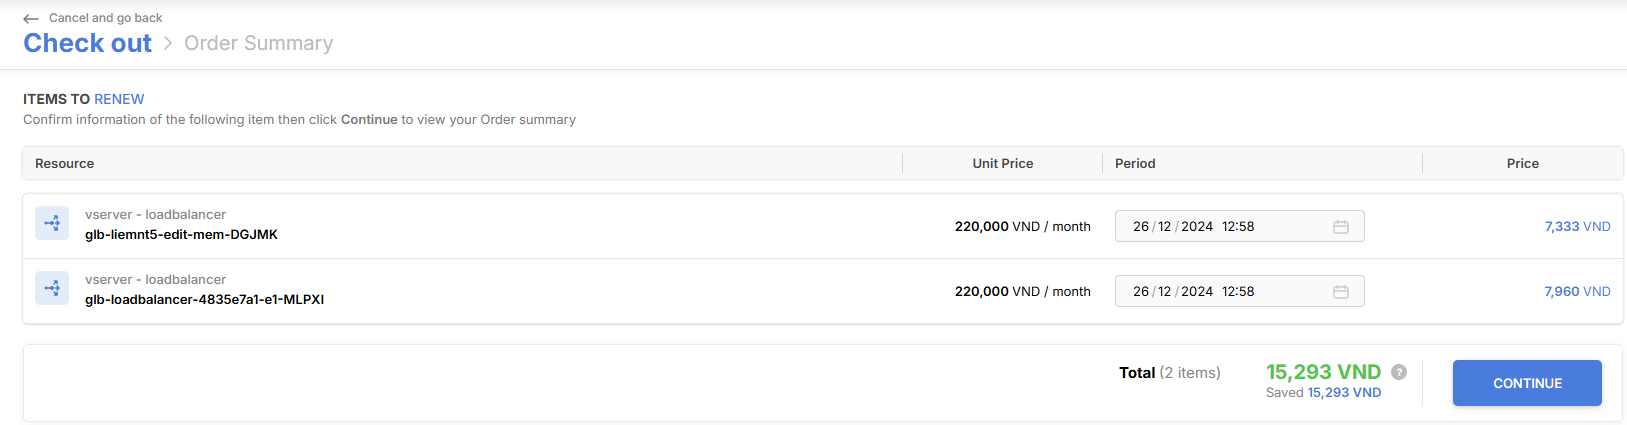 Cancel and go back
Check out > Order Summary
ITEMS TO RENEW
Confirm information of the following item then click Continue to view your Order summary
Resource Unit Price Period Price
vserver - loadbalancer
glb-liemnt5-edit-mem-DGJMK
220,000 VND / month 26/12/2024 12:58 7,333 VND
vserver - loadbalancer
glb-loadbalancer-4835e7a1-e1-MLPXI
220,000 VND / month 26/12/2024 12:58 7,960 VND
Total (2 items) 15,293 VND ?
Saved 15,293 VND
CONTINUE